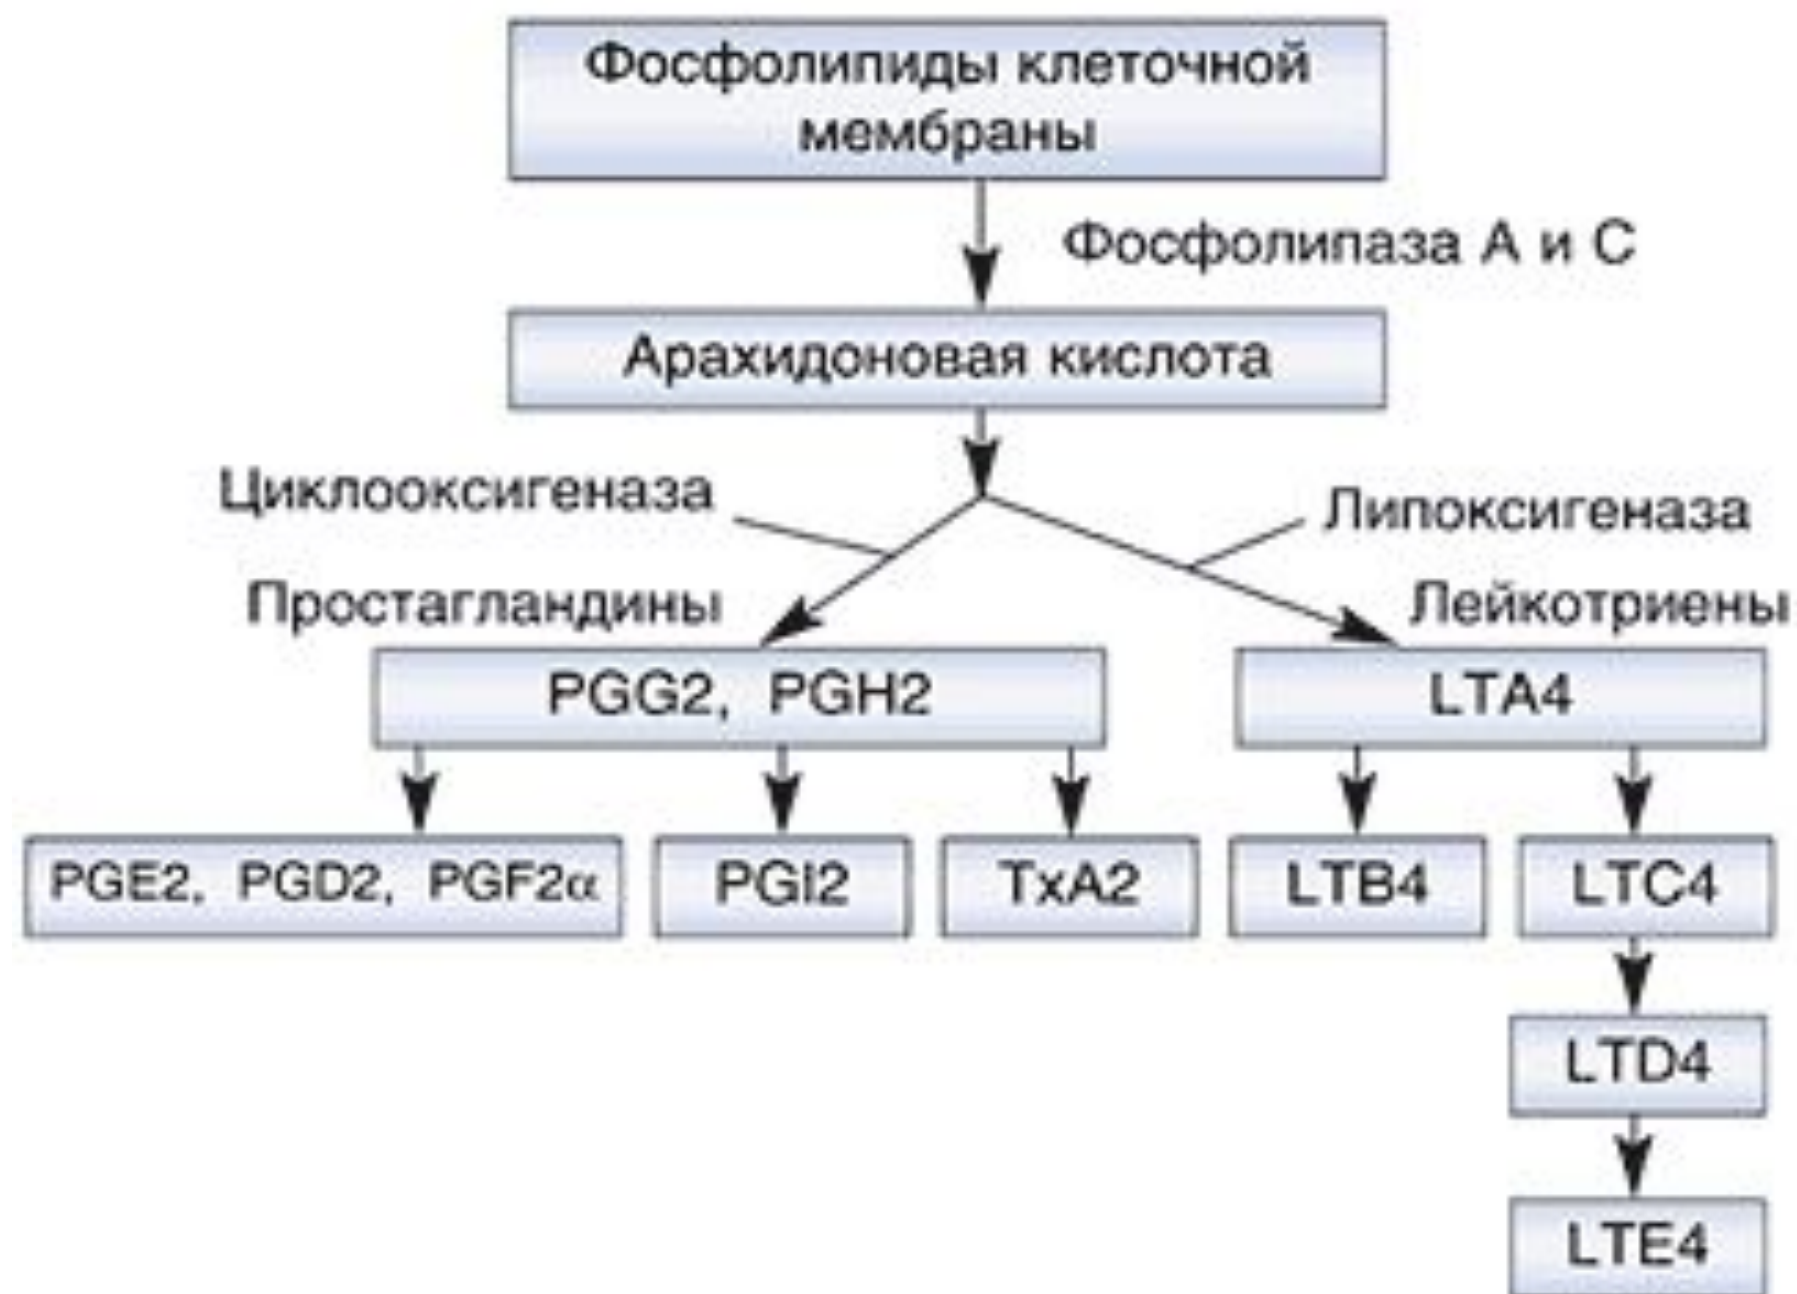 Фосфолипиды клеточной
мембраны
Фосфолипаза А и С
Арахидоновая кислота
Циклооксигеназа
Липоксигеназа
Простагландины
Лейкотриены
PGG2, PGH2
LTA4
PGE2, PGD2, PGF2α
PGI2
TxA2
LTB4
LTC4
LTD4
LTE4